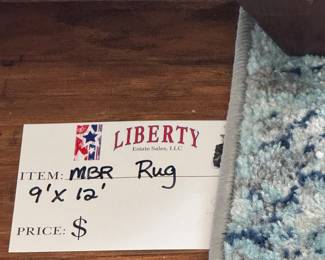 LIBERTY
Estate Sales, LLC
ITEM: MBR Rug
9' x 12'
PRICE: $